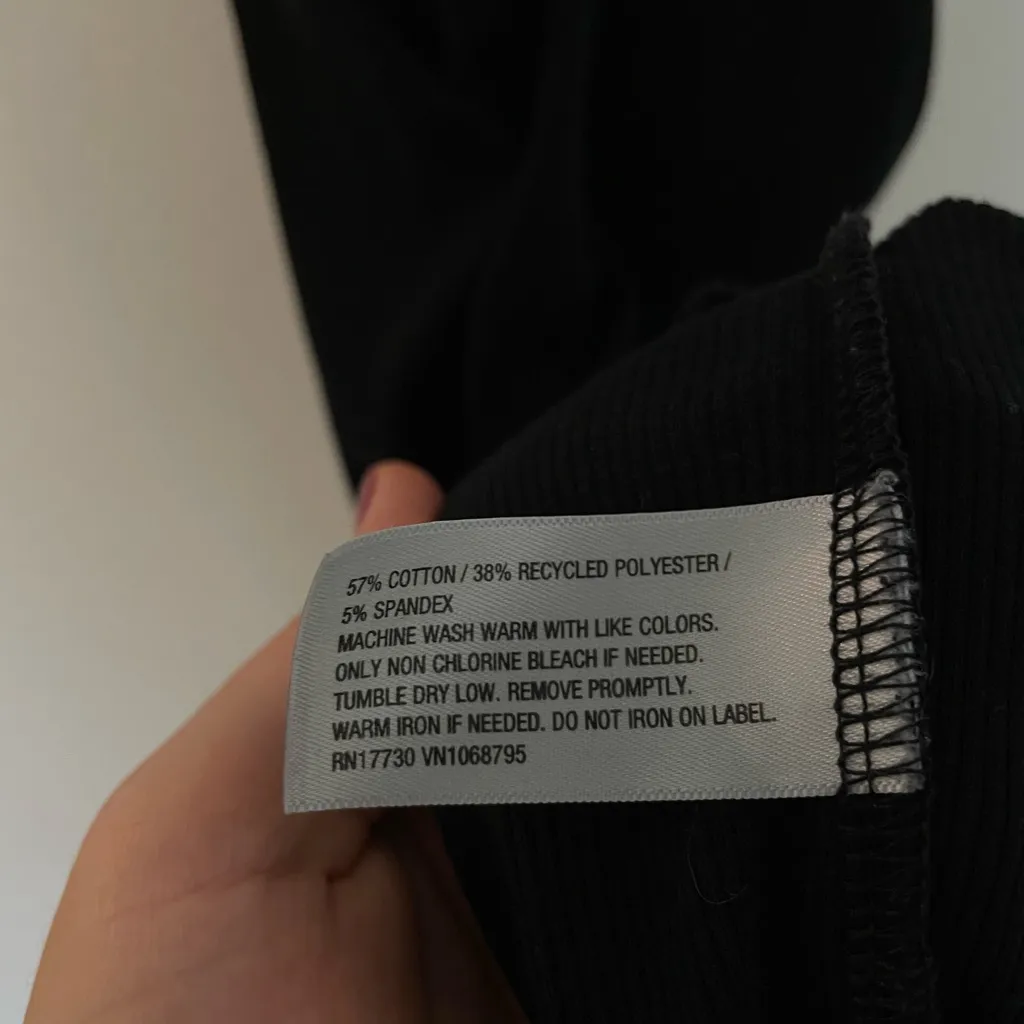 57% COTTON / 38% RECYCLED POLYESTER /
5% SPANDEX
MACHINE WASH WARM WITH LIKE COLORS.
ONLY NON CHLORINE BLEACH IF NEEDED.
TUMBLE DRY LOW. REMOVE PROMPTLY.
WARM IRON IF NEEDED. DO NOT IRON ON LABEL.
RN17730 VN1068795